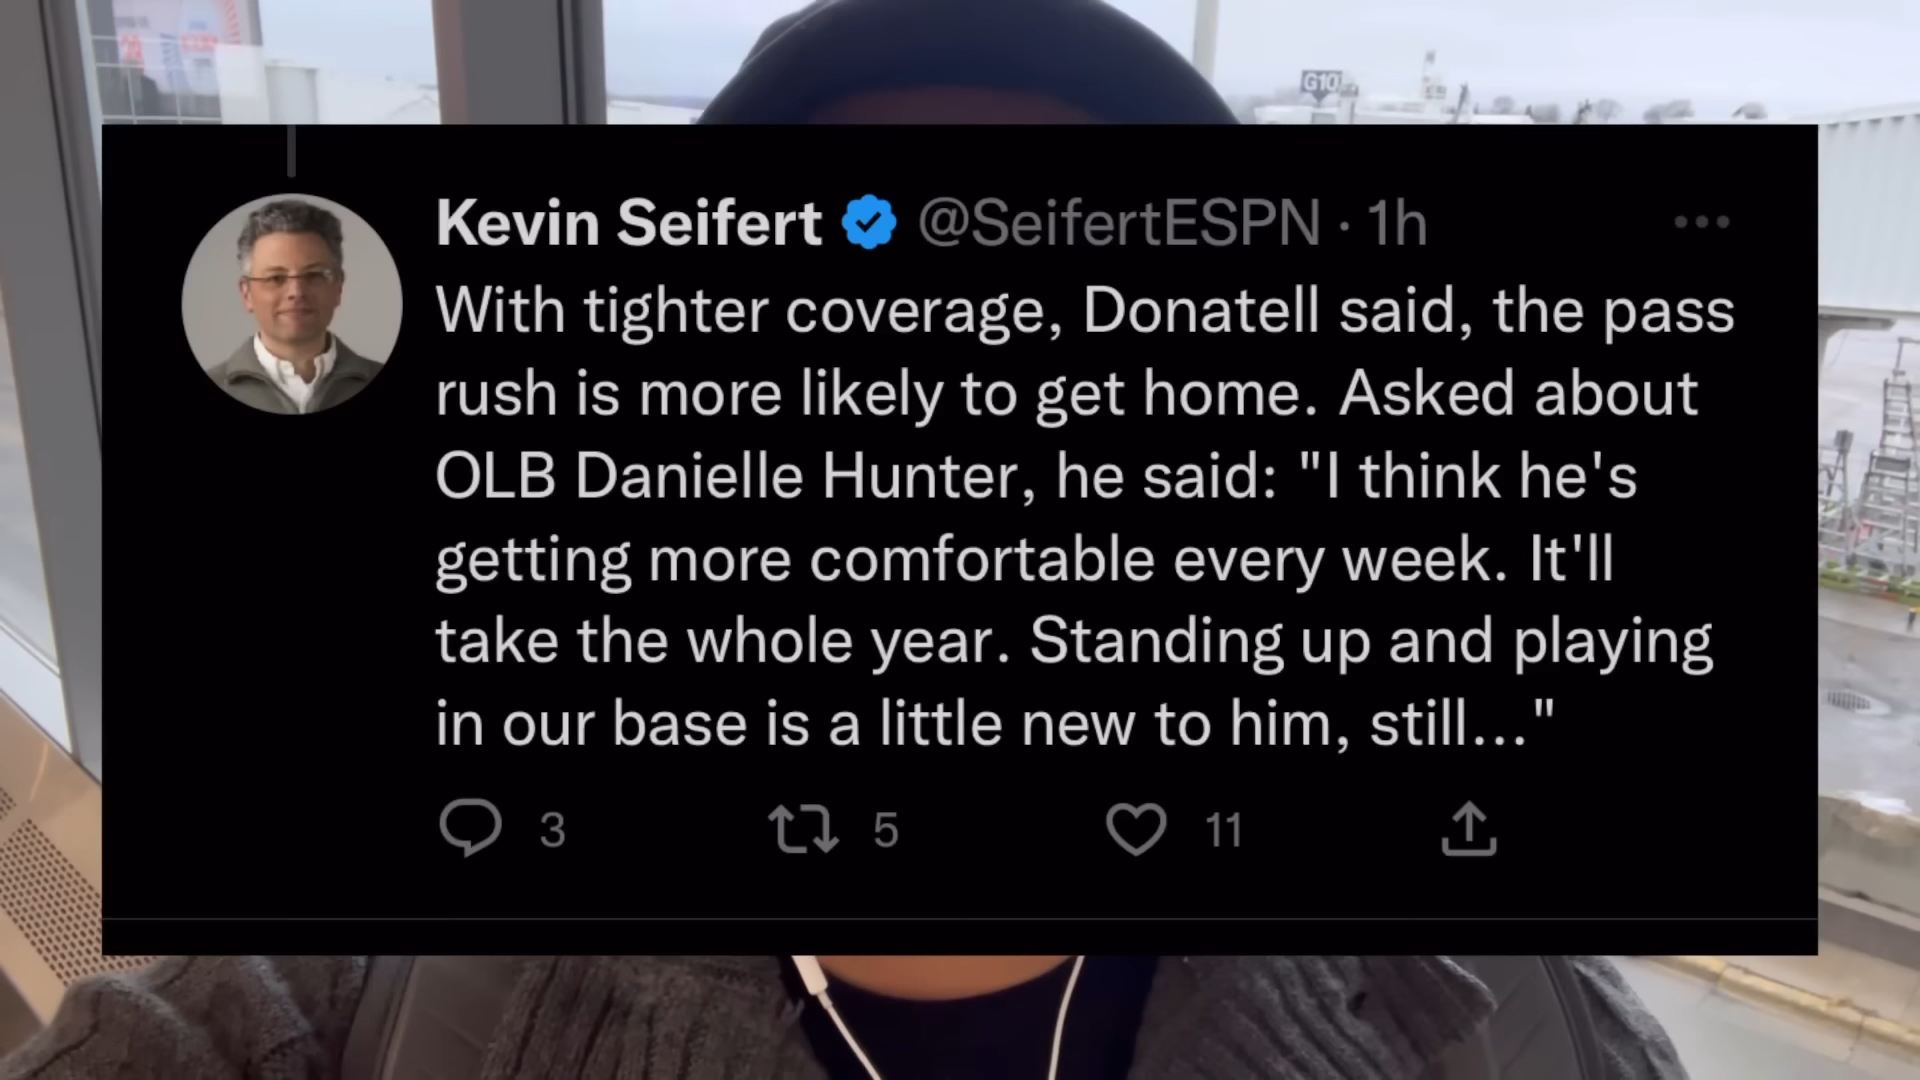 G10
Kevin Seifert @SeifertESPN · 1h
With tighter coverage, Donatell said, the pass
rush is more likely to get home. Asked about
OLB Danielle Hunter, he said: "I think he's
getting more comfortable every week. It'll
take the whole year. Standing up and playing
in our base is a little new to him, still..."
3 5 11